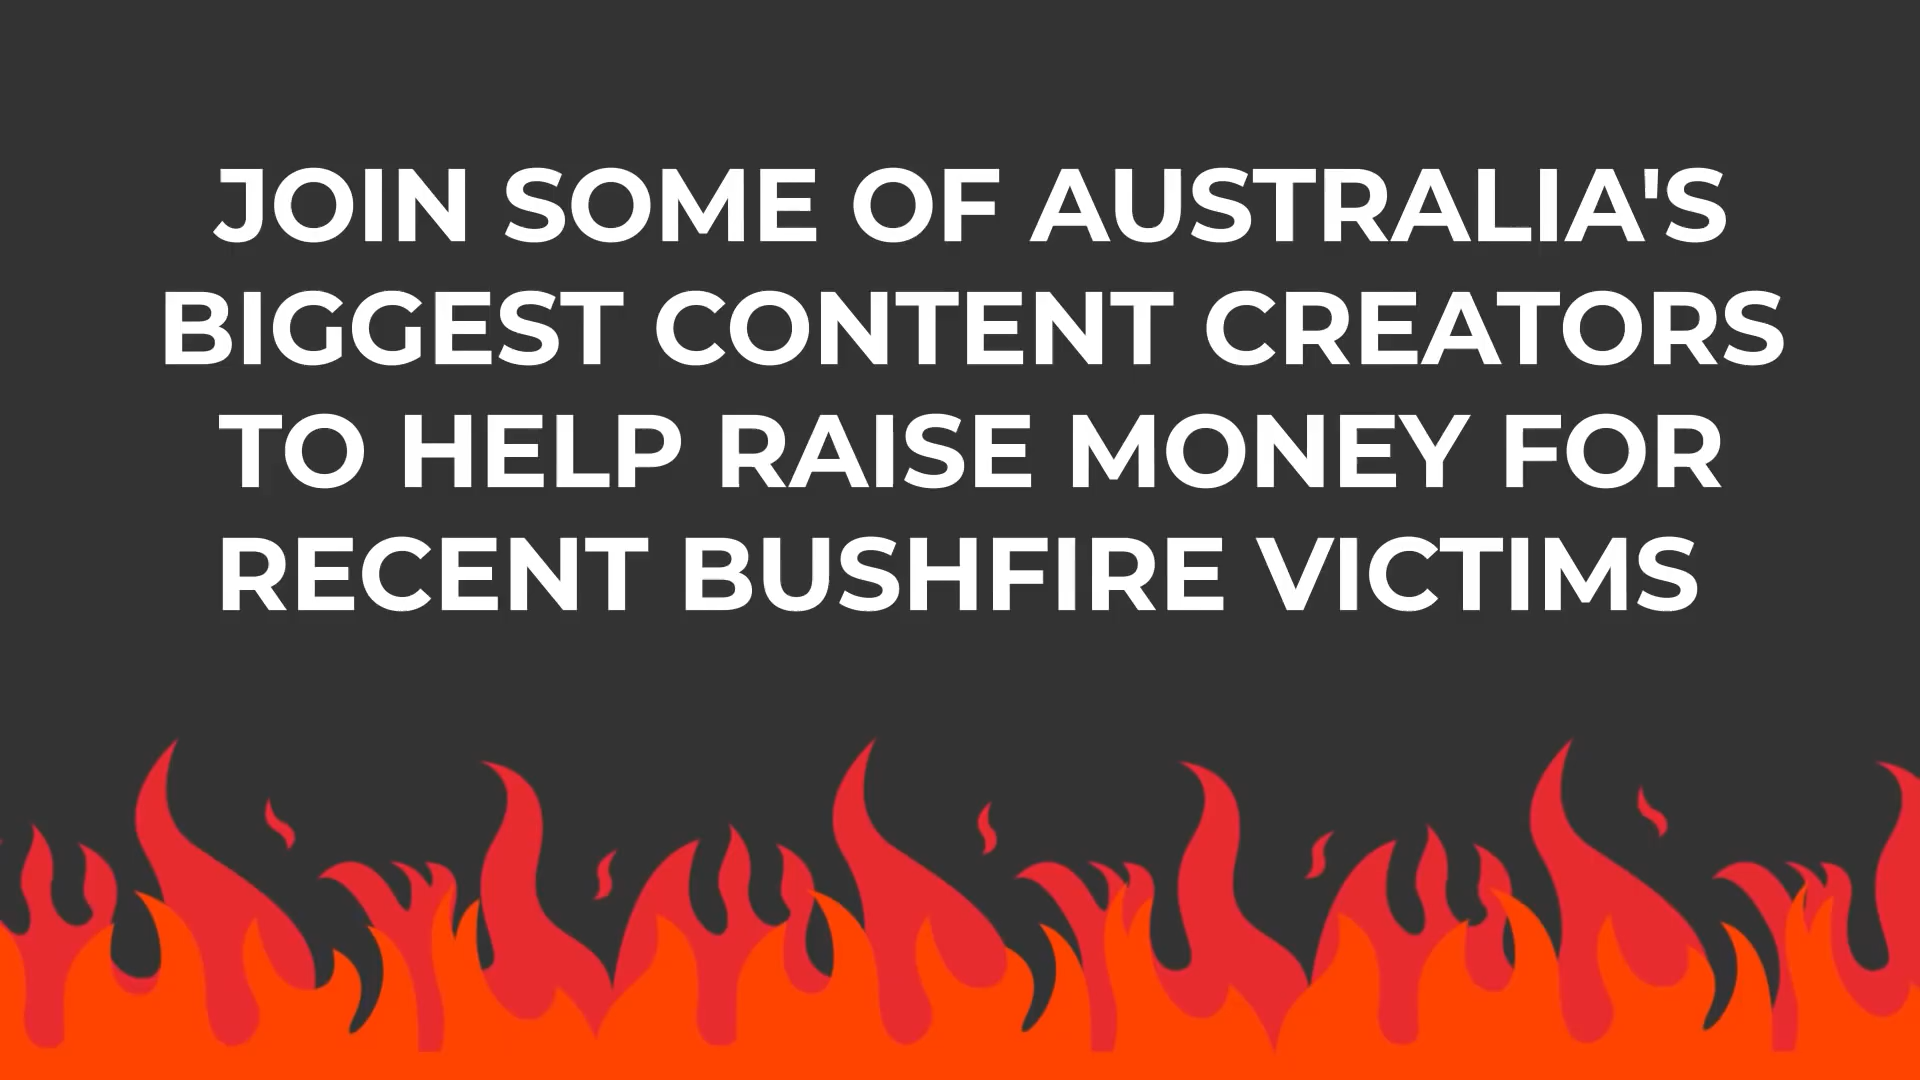 JOIN SOME OF AUSTRALIA'S
BIGGEST CONTENT CREATORS
TO HELP RAISE MONEY FOR
RECENT BUSHFIRE VICTIMS